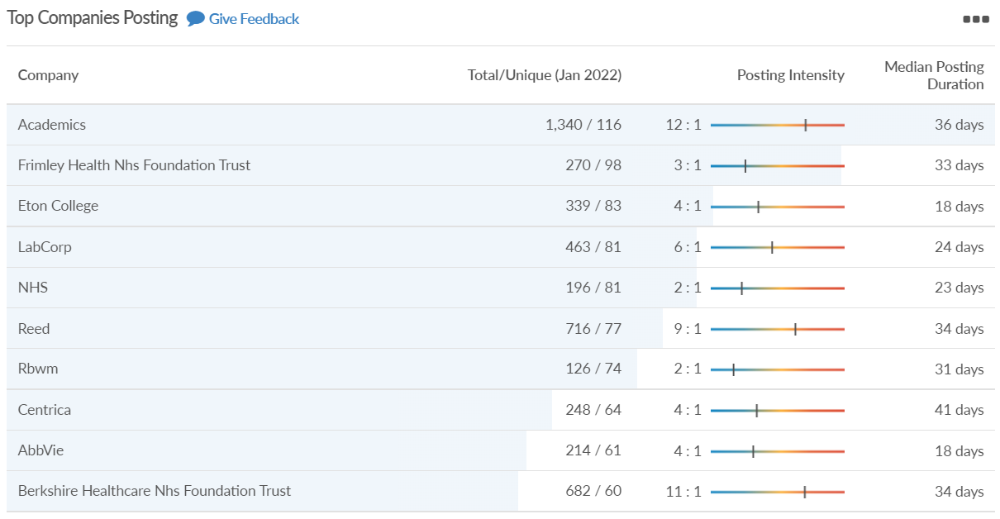 Top Companies Posting Give Feedback
Company Total/Unique (Jan 2022) Posting Intensity Median Posting Duration
Academics 1,340 / 116 12 : 1 36 days
Frimley Health Nhs Foundation Trust 270 / 98 3 : 1 33 days
Eton College 339 / 83 4 : 1 18 days
LabCorp 463 / 81 6 : 1 24 days
NHS 196 / 81 2 : 1 23 days
Reed 716 / 77 9 : 1 34 days
Rbwm 126 / 74 2 : 1 31 days
Centrica 248 / 64 4 : 1 41 days
AbbVie 214 / 61 4 : 1 18 days
Berkshire Healthcare Nhs Foundation Trust 682 / 60 11 : 1 34 days